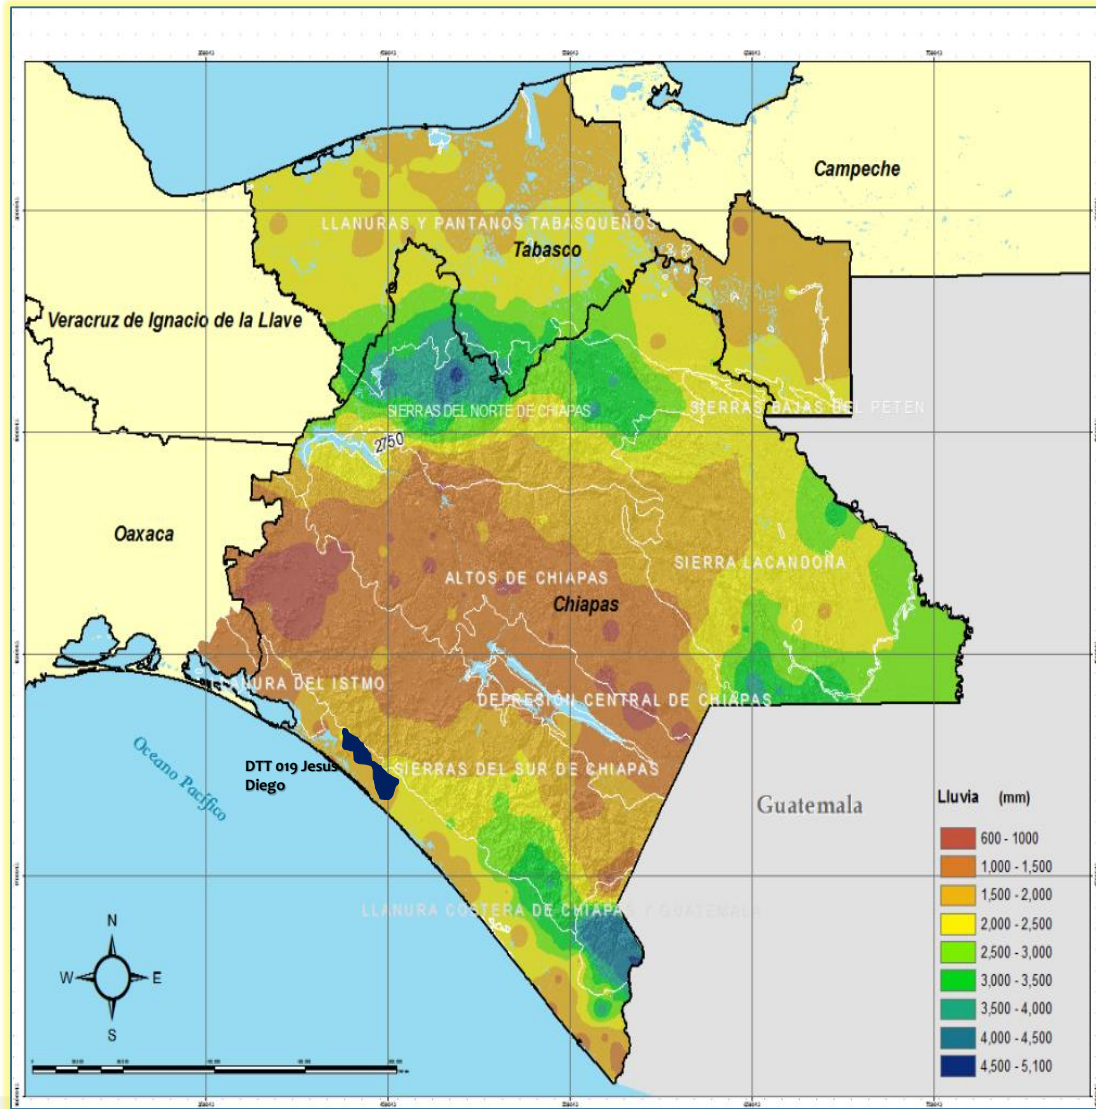 Campeche
LLANURAS Y PANTANOS TABASQUEÑOS
Tabasco
Veracruz de Ignacio de la Llave
SIERRAS DEL NORTE DE CHIAPAS
SIERRAS BAJAS DEL PETEN
2750
Oaxaca
SIERRA LACANDOÑA
ALTOS DE CHIAPAS
Chiapas
LLANURA DEL ISTMO
DEPRESIÓN CENTRAL DE CHIAPAS
Oceano Pacífico
DTT 019 Jesus
Diego
SIERRAS DEL SUR DE CHIAPAS
Guatemala
LLANURA COSTERA DE CHIAPAS Y GUATEMALA
Lluvia (mm)
600 - 1000
1,000 - 1,500
1,500 - 2,000
2,000 - 2,500
2,500 - 3,000
3,000 - 3,500
3,500 - 4,000
4,000 - 4,500
4,500 - 5,100
N
W E
S